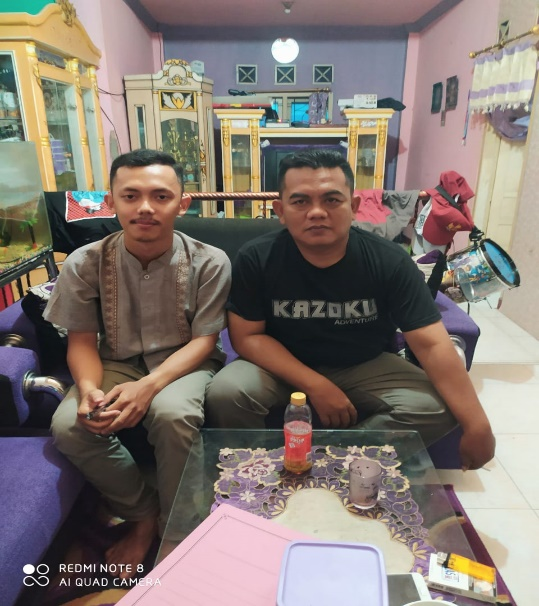 KAZOKU
ADVENTURE
REDMI NOTE 8
AI QUAD CAMERA